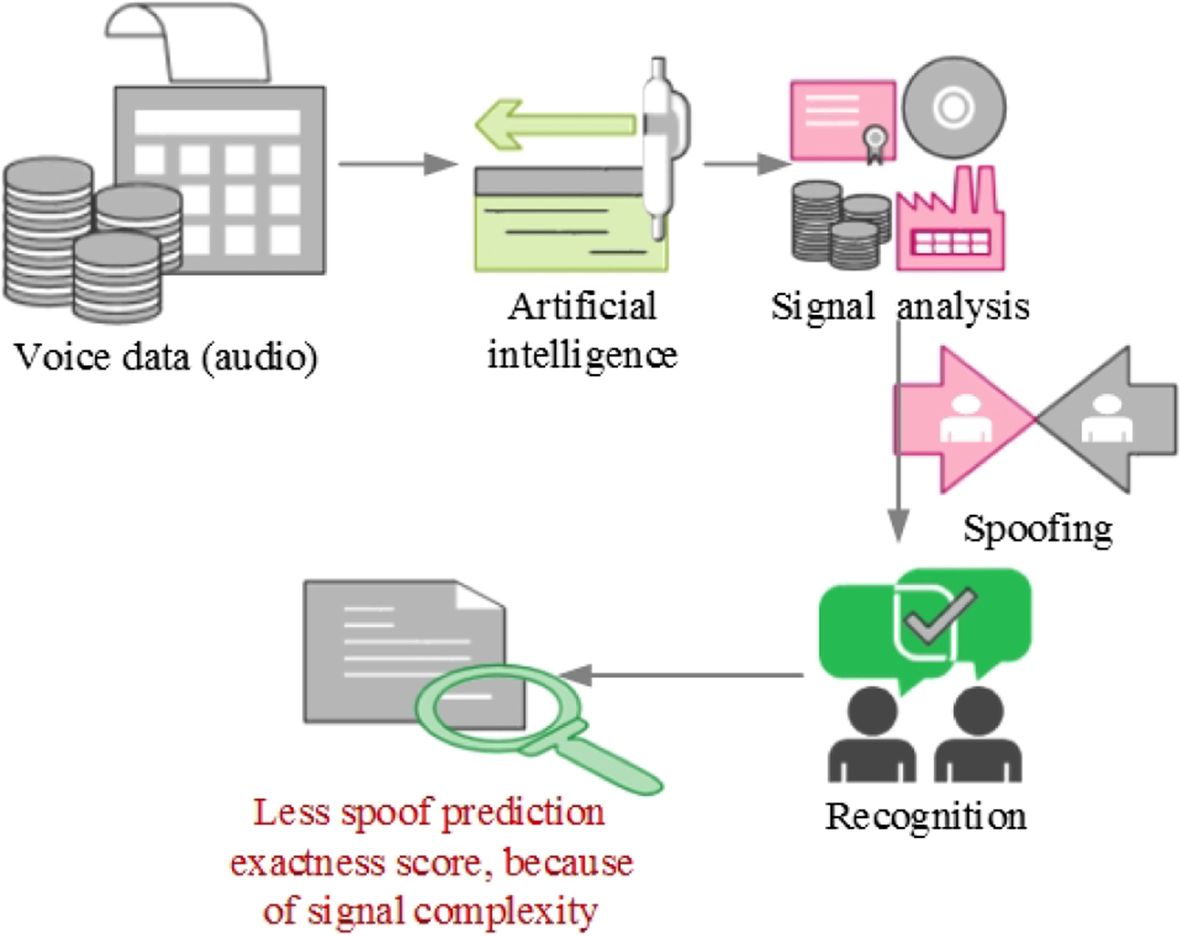 Voice data (audio)
Artificial
intelligence
Signal analysis
Spoofing
Recognition
Less spoof prediction
exactness score, because
of signal complexity